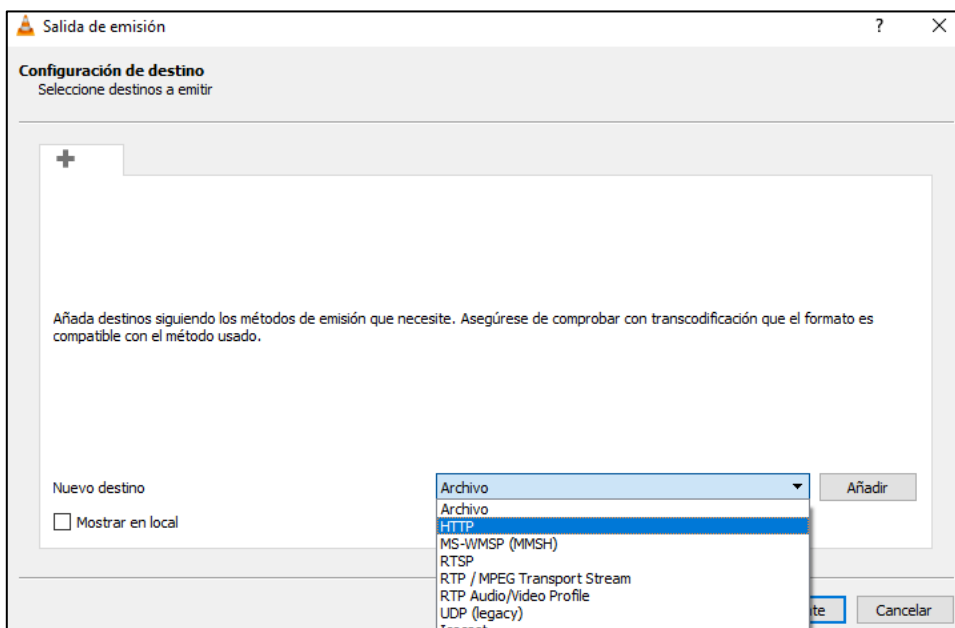 Salida de emisión
?
Configuración de destino
Seleccione destinos a emitir
Añada destinos siguiendo los métodos de emisión que necesite. Asegúrese de comprobar con transcodificación que el formato es
compatible con el método usado.
Nuevo destino
Archivo
Añadir
Mostrar en local
Archivo
HTTP
MS-WMSP (MMSH)
RTSP
RTP / MPEG Transport Stream
RTP Audio/Video Profile
UDP (legacy)
Cancelar